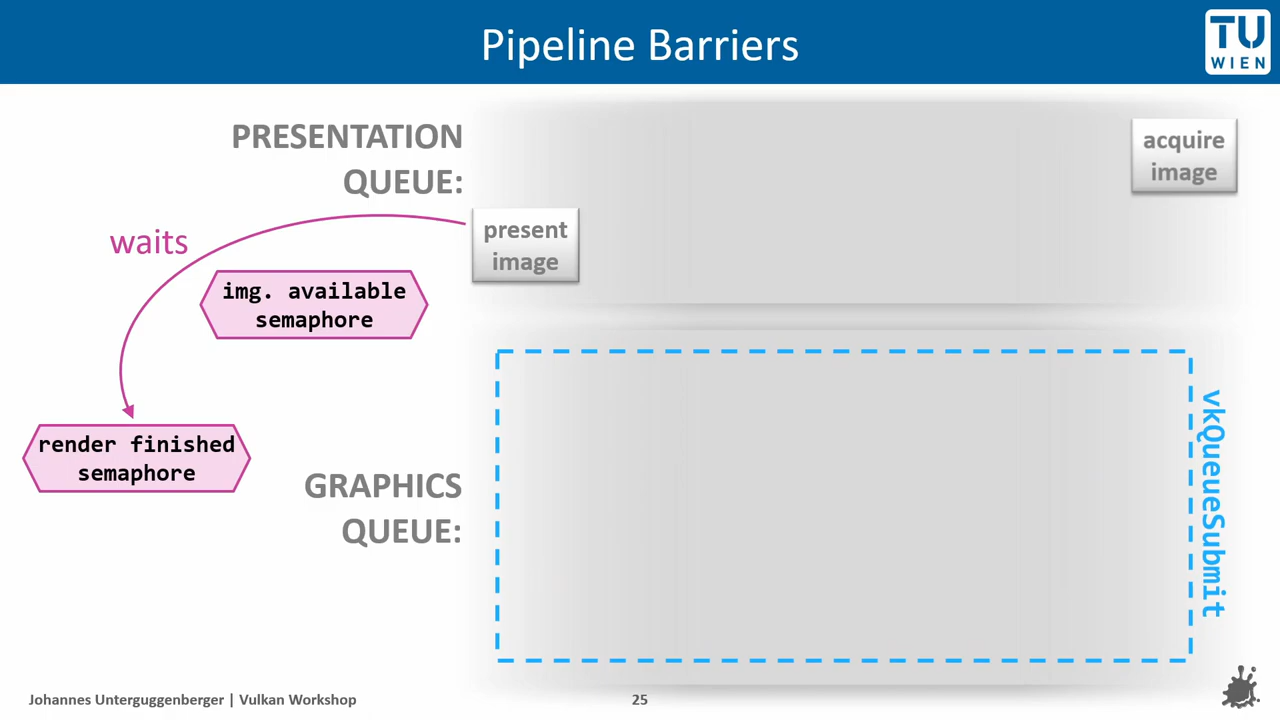 Pipeline Barriers
TU
WIEN
PRESENTATION
QUEUE:
acquire
image
waits
present
image
img. available
semaphore
render finished
semaphore
GRAPHICS
QUEUE:
vkQueueSubmit
Johannes Unterguggenberger | Vulkan Workshop
25